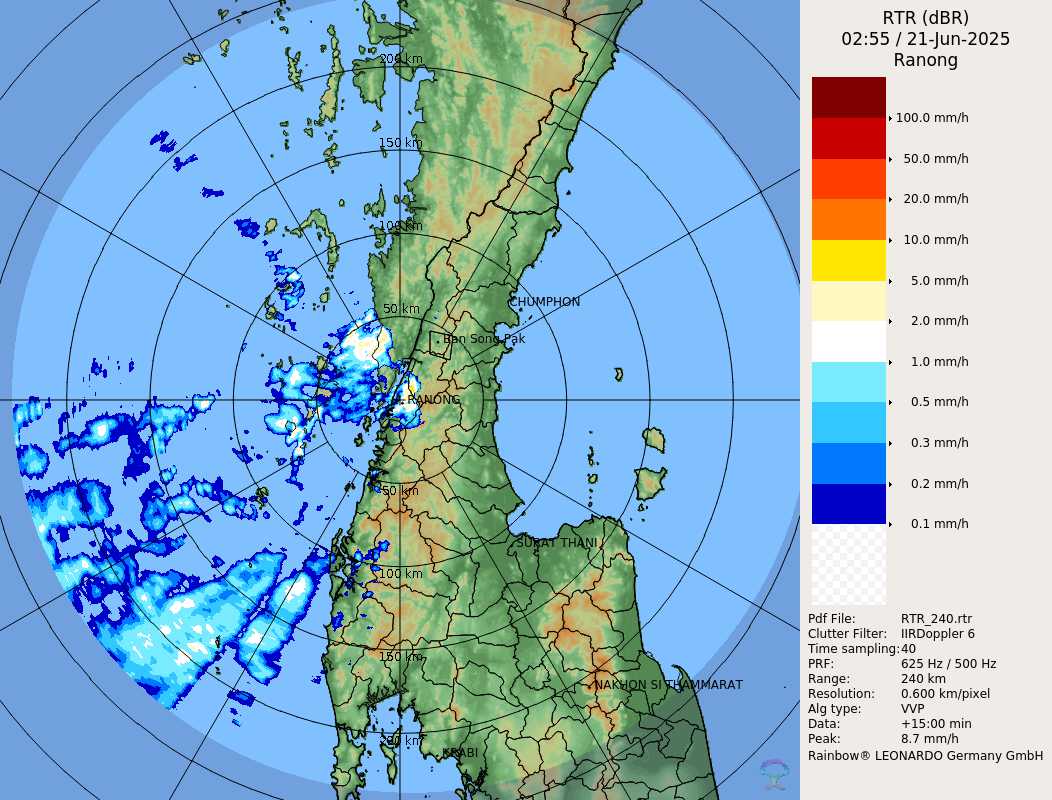 RTR (dBR)
02:55 / 21-Jun-2025
Ranong
100.0 mm/h
50.0 mm/h
20.0 mm/h
10.0 mm/h
5.0 mm/h
2.0 mm/h
1.0 mm/h
0.5 mm/h
0.3 mm/h
0.2 mm/h
0.1 mm/h
Pdf File: RTR_240.rtr
Clutter Filter: IIRDoppler 6
Time sampling:40
PRF: 625 Hz / 500 Hz
Range: 240 km
Resolution: 0.600 km/pixel
Alg type: VVP
Data: +15:00 min
Peak: 8.7 mm/h
Rainbow® LEONARDO Germany GmbH
200 km
150 km
100 km
CHUMPHON
50 km
Ban Song Pak
RANONG
50 km
SURAT THANI
100 km
150 km
NAKHON SI THAMMARAT
200 km
KRABI